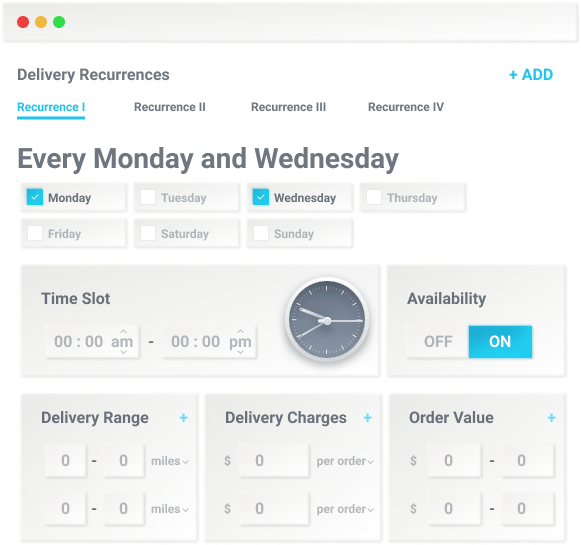 Delivery Recurrences + ADD
Recurrence I Recurrence II Recurrence III Recurrence IV
Every Monday and Wednesday
Monday Tuesday Wednesday Thursday
Friday Saturday Sunday
Time Slot Availability
00 : 00 am - 00 : 00 pm OFF ON
Delivery Range + Delivery Charges + Order Value +
0 - 0 miles $ 0 per order $ 0 - 0
0 - 0 miles $ 0 per order $ 0 - 0